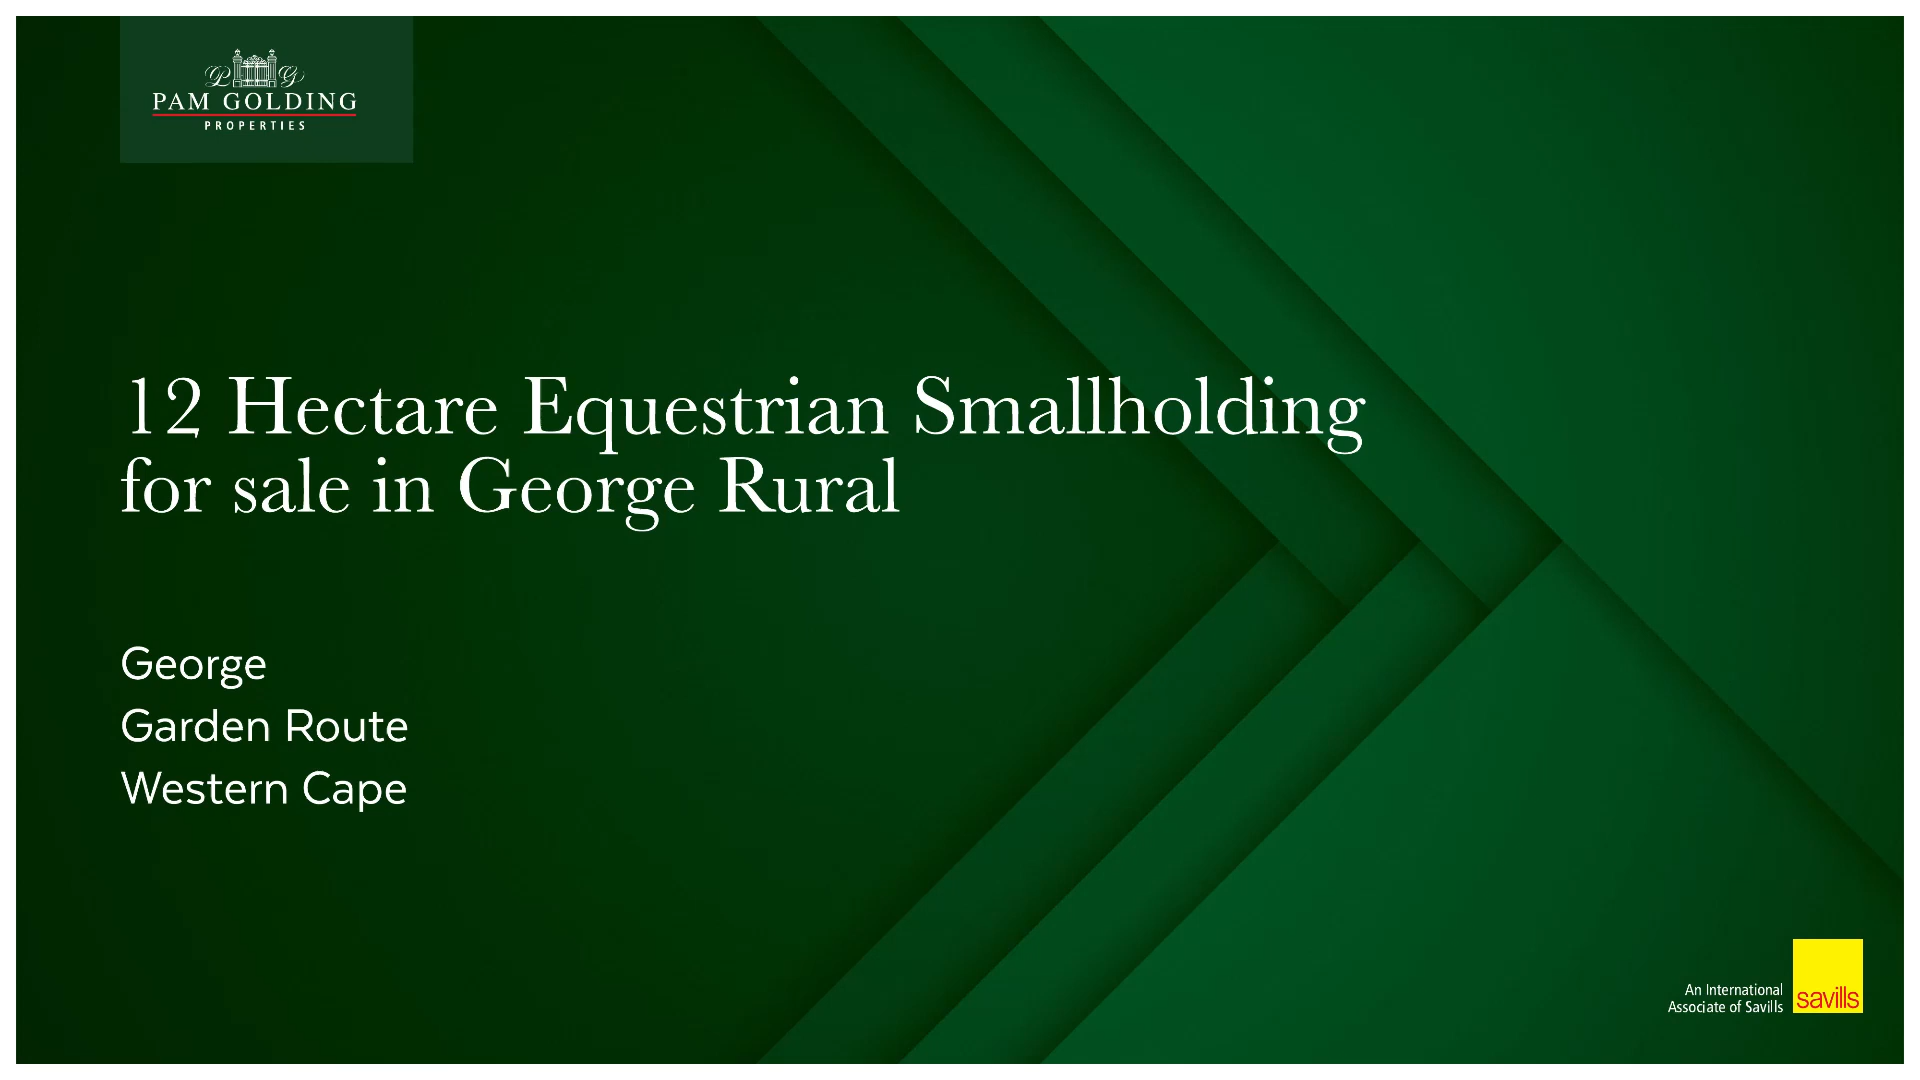 P G
PAM GOLDING
PROPERTIES
12 Hectare Equestrian Smallholding
for sale in George Rural
George
Garden Route
Western Cape
An International
Associate of Savills
savills